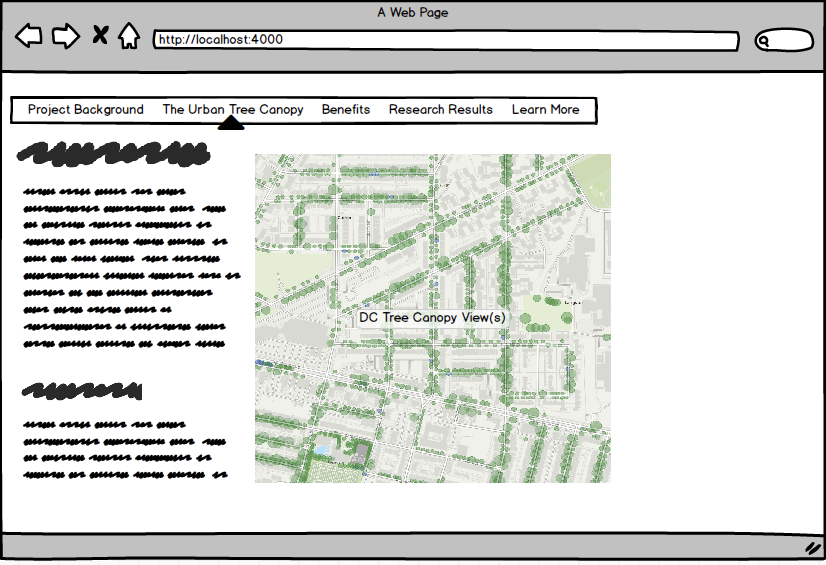 A Web Page
http://localhost:4000
Project Background The Urban Tree Canopy Benefits Research Results Learn More
DC Tree Canopy View(s)